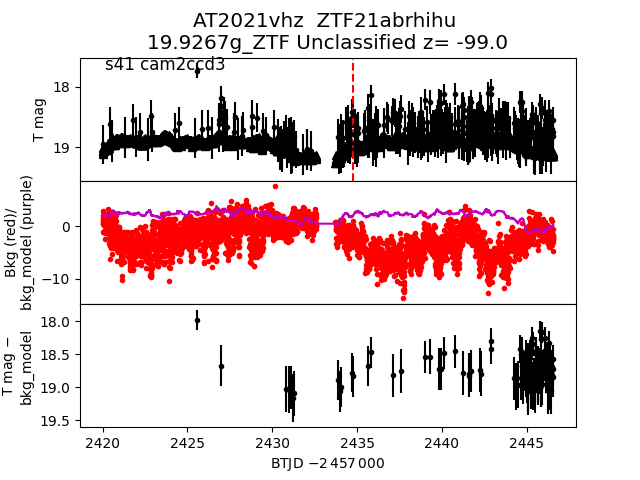 AT2021vhz  ZTF21abrhihu
19.9267g_ZTF Unclassified z= -99.0
s41 cam2ccd3
T mag
18
19
Bkg (red)/
bkg_model (purple)
0
−10
T mag −
bkg_model
18.0
18.5
19.0
19.5
2420 2425 2430 2435 2440 2445
BTJD −2 457 000